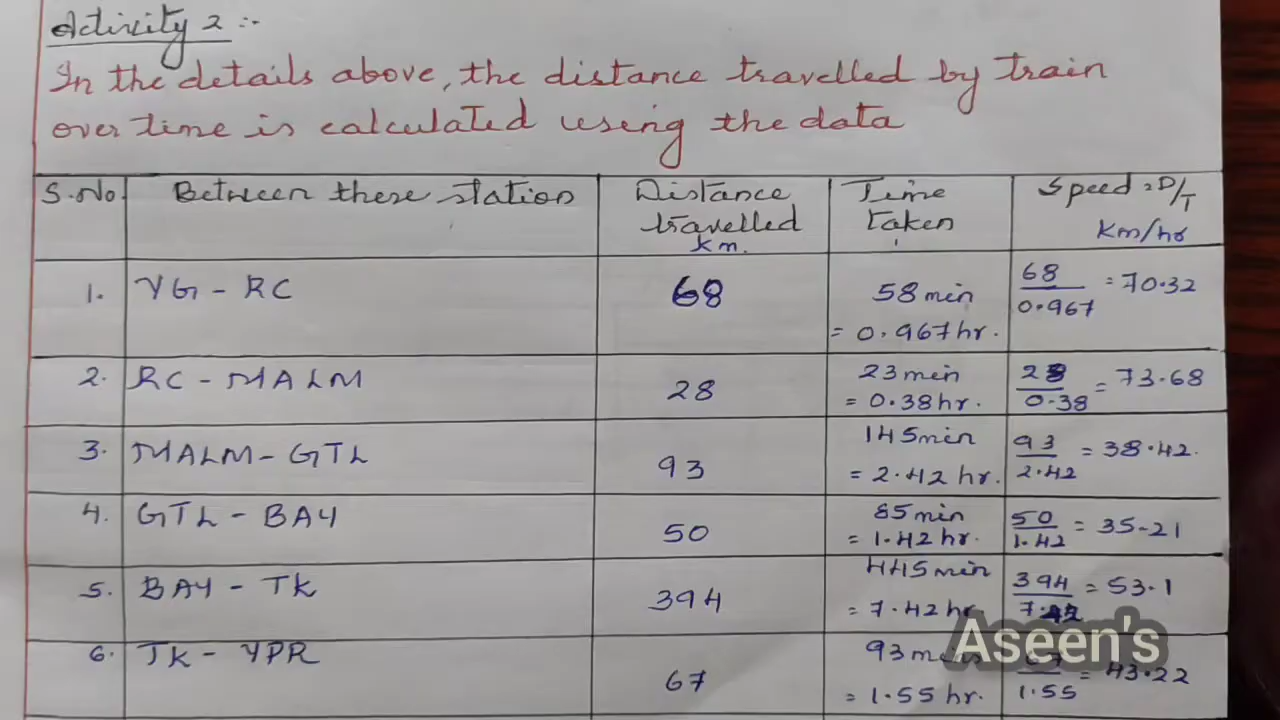 Activity 2 :-
In the details above, the distance travelled by train
over time is calculated using the data
S.No Between these station Distance travelled km. Time taken Speed = D/T km/hr
1. YG - RC 68 58 min = 0.967 hr. 68/0.967 = 70.32
2. RC - MALM 28 23 min = 0.38 hr. 28/0.38 = 73.68
3. MALM - GTL 93 145 min = 2.42 hr. 93/2.42 = 38.42.
4. GTL - BAY 50 85 min = 1.42 hr. 50/1.42 = 35.21
5. BAY - TK 394 445 min = 7.42 hr 394/7.42 = 53.1
6. TK - YPR 67 93 mins = 1.55 hr. 67/1.55 = 43.22
Aseen's